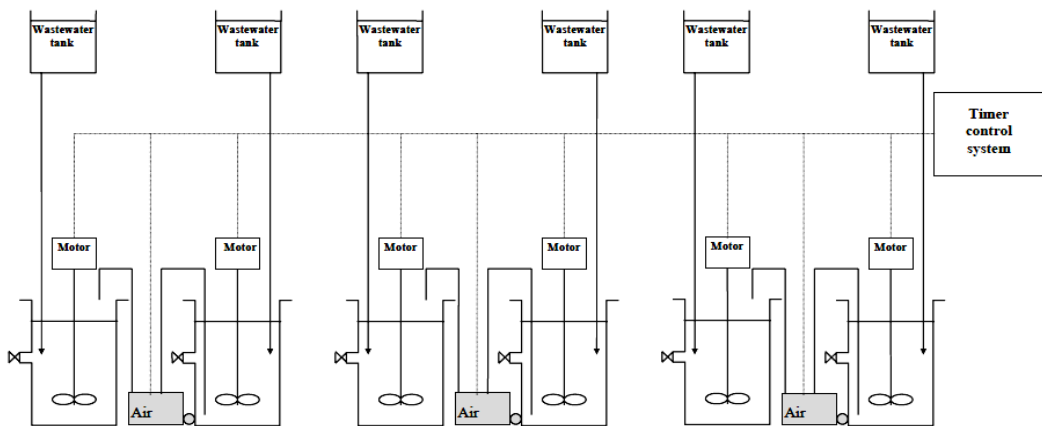 Wastewater
tank
Wastewater
tank
Wastewater
tank
Wastewater
tank
Wastewater
tank
Wastewater
tank
Timer
control
system
Motor
Motor
Motor
Motor
Motor
Motor
Air
Air
Air